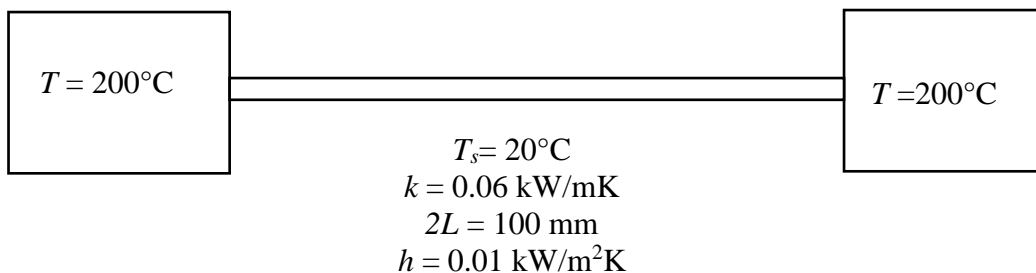 T = 200°C
T =200°C
Tₛ= 20°C
k = 0.06 kW/mK
2L = 100 mm
h = 0.01 kW/m²K